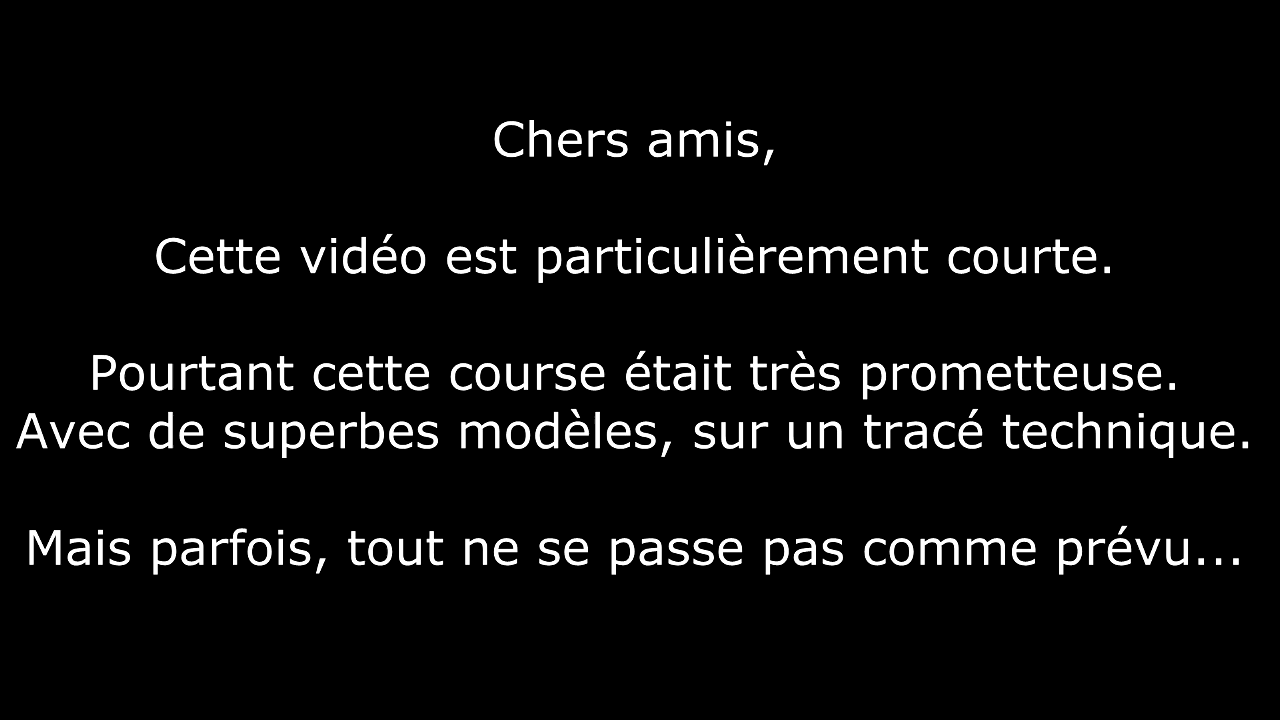 Chers amis,
Cette vidéo est particulièrement courte.
Pourtant cette course était très prometteuse.
Avec de superbes modèles, sur un tracé technique.
Mais parfois, tout ne se passe pas comme prévu...